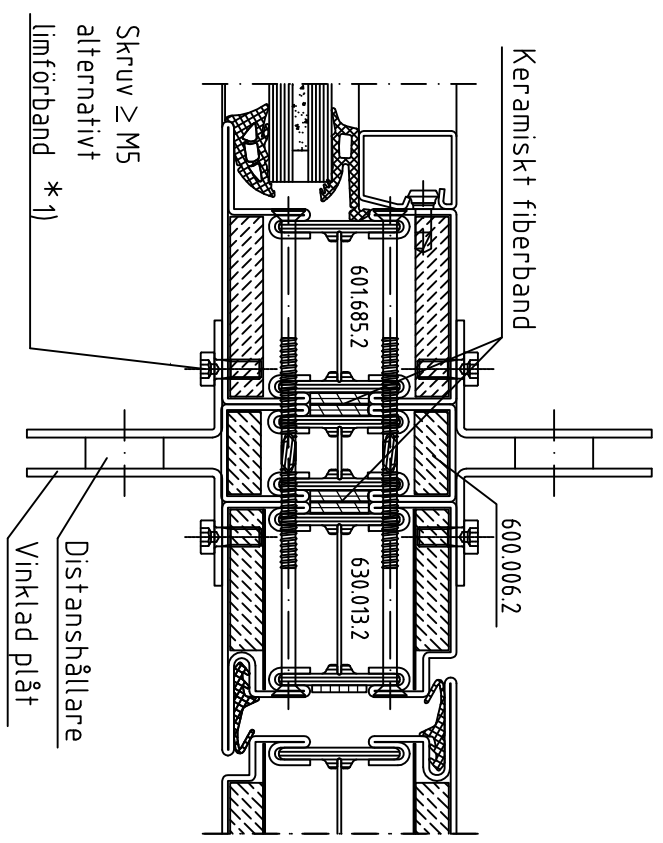 Keramiskt fiberband
601.685.2
600.006.2
630.013.2
Skruv ≥ M5
alternativt
limförband *1)
Distanshållare
Vinklad plåt